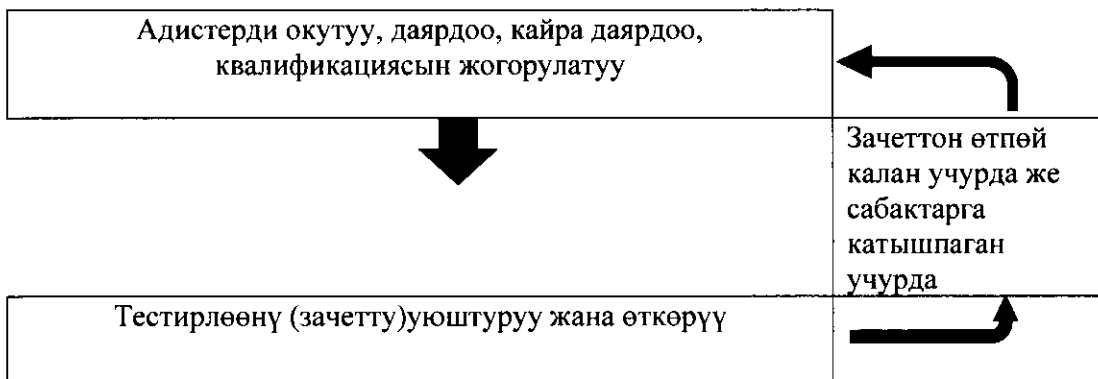 Адистерди окутуу, даярдоо, кайра даярдоо,
квалификациясын жогорулатуу
Зачеттон өтпөй
калган учурда же
сабактарга
катышпаган
учурда
Тестирлөөнү (зачетту)уюштуруу жана өткөрүү